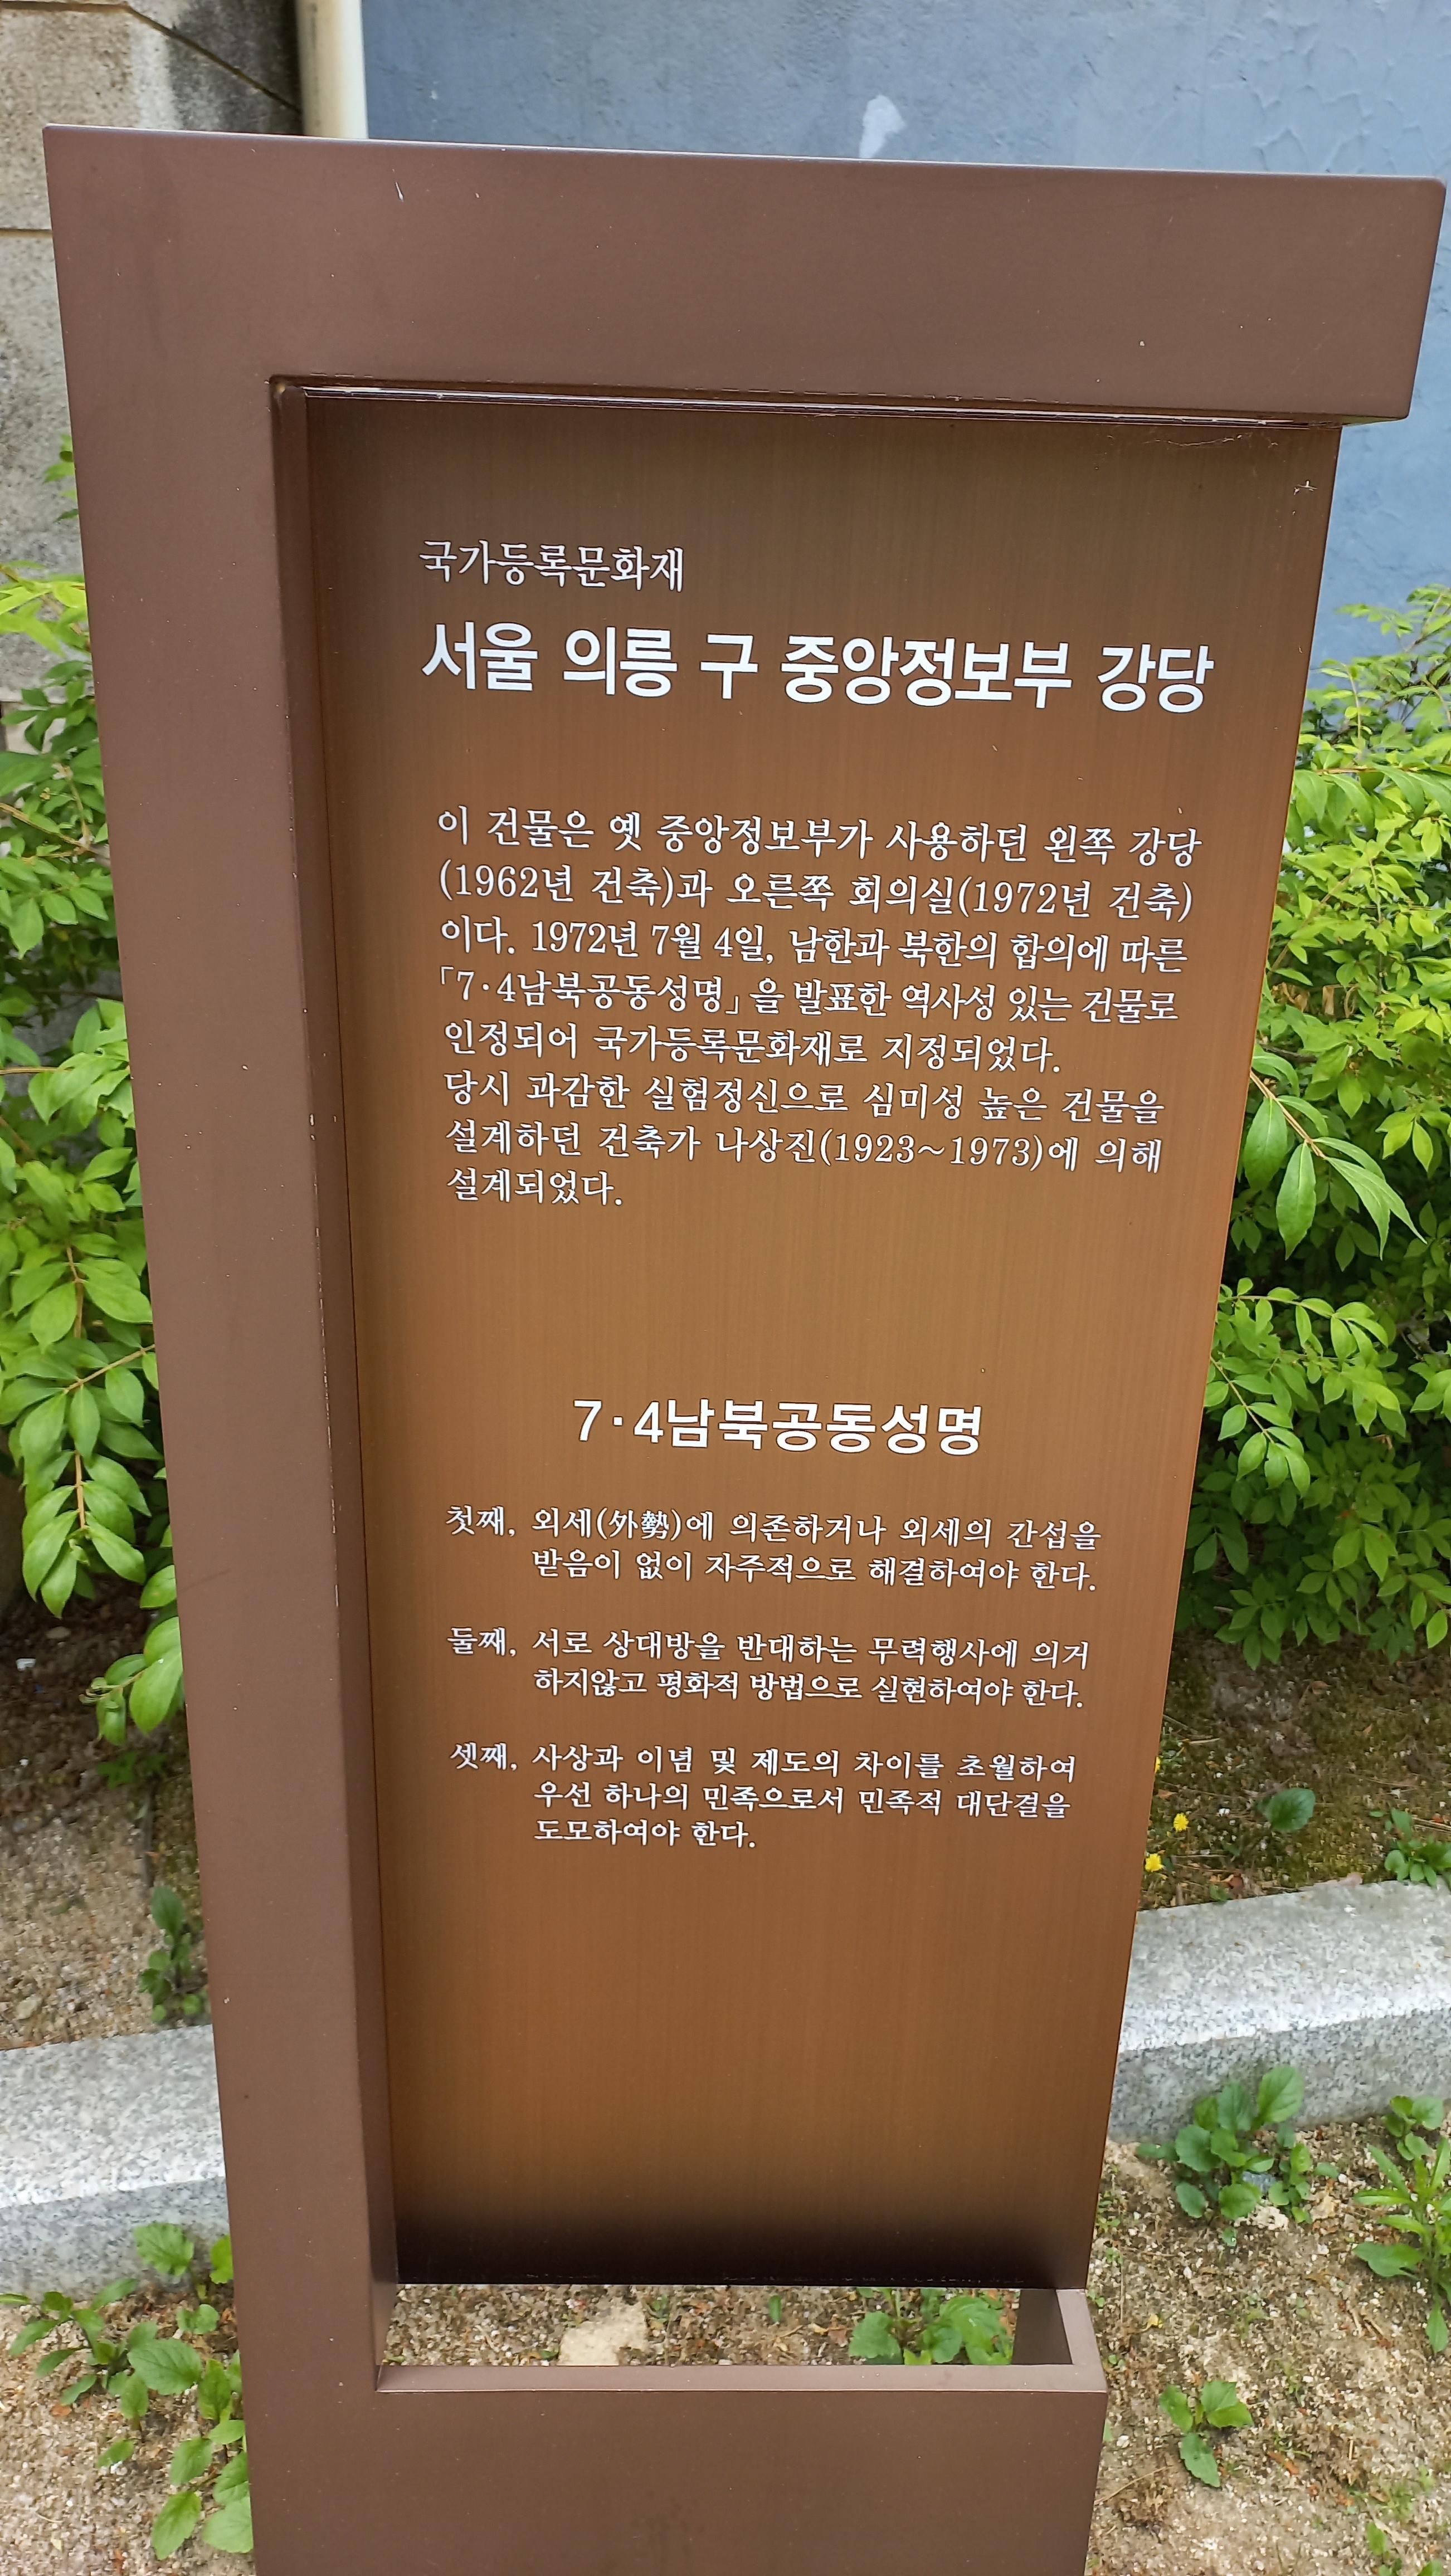 국가등록문화재
서울 의릉 구 중앙정보부 강당
이 건물은 옛 중앙정보부가 사용하던 왼쪽 강당
(1962년 건축)과 오른쪽 회의실(1972년 건축)
이다. 1972년 7월 4일, 남한과 북한의 합의에 따른
「7·4남북공동성명」을 발표한 역사성 있는 건물로
인정되어 국가등록문화재로 지정되었다.
당시 과감한 실험정신으로 심미성 높은 건물을
설계하던 건축가 나상진(1923~1973)에 의해
설계되었다.
7·4남북공동성명
첫째, 외세(外勢)에 의존하거나 외세의 간섭을
받음이 없이 자주적으로 해결하여야 한다.
둘째, 서로 상대방을 반대하는 무력행사에 의거
하지않고 평화적 방법으로 실현하여야 한다.
셋째, 사상과 이념 및 제도의 차이를 초월하여
우선 하나의 민족으로서 민족적 대단결을
도모하여야 한다.